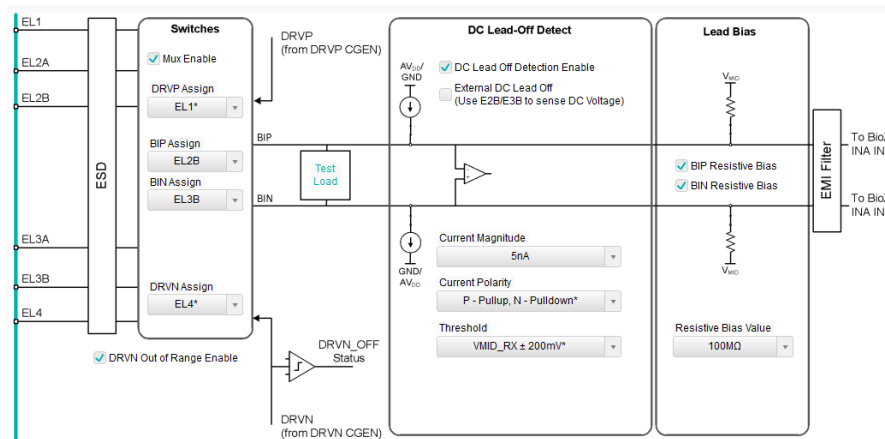 EL1
EL2A
EL2B
EL3A
EL3B
EL4
ESD
Switches
Mux Enable
DRVP Assign
EL1*
BIP Assign
EL2B
BIN Assign
EL3B
DRVN Assign
EL4*
DRVN Out of Range Enable
DRVP
(from DRVP CGEN)
BIP
BIN
Test
Load
DRVN_OFF
Status
DRVN
(from DRVN CGEN)
DC Lead-Off Detect
AVDD/
GND
DC Lead Off Detection Enable
External DC Lead Off
(Use E2B/E3B to sense DC Voltage)
GND/
AVDD
Current Magnitude
5nA
Current Polarity
P - Pullup, N - Pulldown*
Threshold
VMID_RX ± 200mV*
Lead Bias
VMID
BIP Resistive Bias
BIN Resistive Bias
VMID
Resistive Bias Value
100MΩ
EMI Filter
To Bio
INA IN
To Bio
INA IN